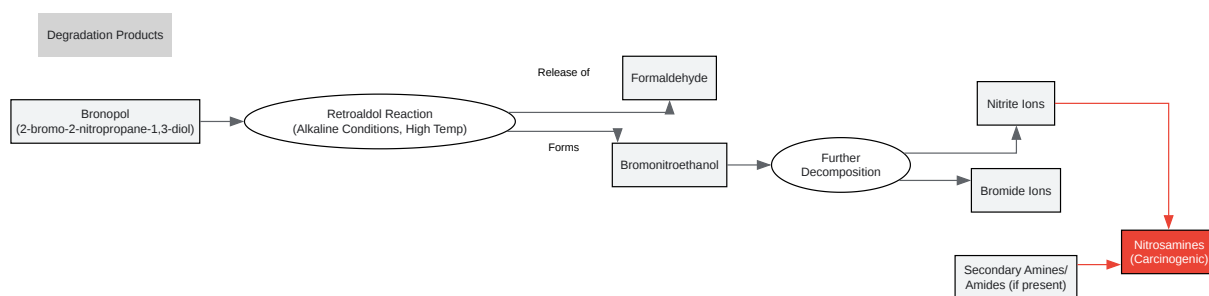 Degradation Products
Bronopol
(2-bromo-2-nitropropane-1,3-diol)
Retroaldol Reaction
(Alkaline Conditions, High Temp)
Release of
Formaldehyde
Forms
Bromonitroethanol
Further
Decomposition
Nitrite Ions
Bromide Ions
Secondary Amines/
Amides (if present)
Nitrosamines
(Carcinogenic)